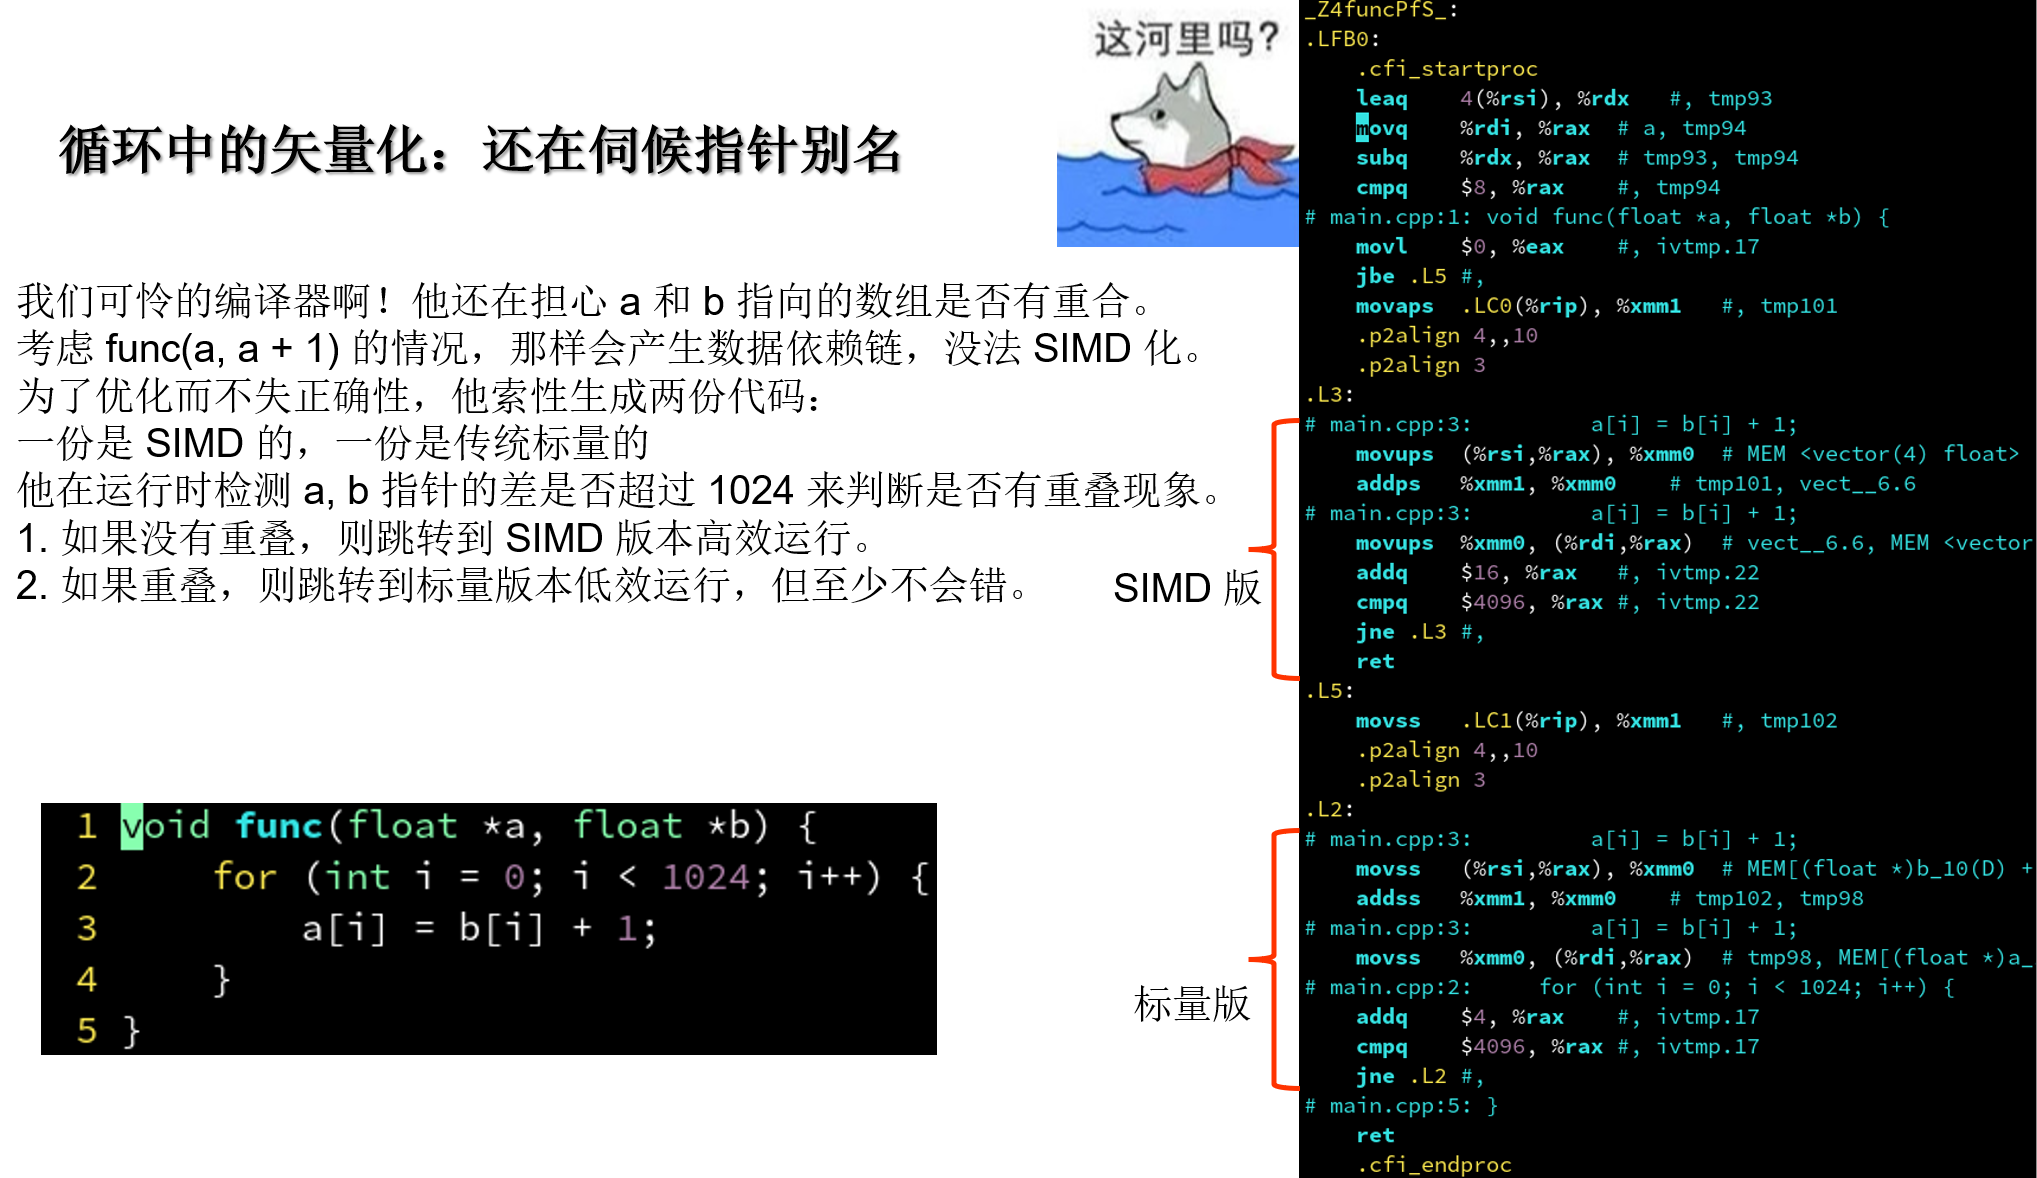 这河里吗?
循环中的矢量化：还在伺候指针别名
我们可怜的编译器啊！他还在担心 a 和 b 指向的数组是否有重合。
考虑 func(a, a + 1) 的情况，那样会产生数据依赖链，没法 SIMD 化。
为了优化而不失正确性，他索性生成两份代码：
一份是 SIMD 的，一份是传统标量的
他在运行时检测 a, b 指针的差是否超过 1024 来判断是否有重叠现象。
1. 如果没有重叠，则跳转到 SIMD 版本高效运行。
2. 如果重叠，则跳转到标量版本低效运行，但至少不会错。
SIMD 版
标量版
1 void func(float *a, float *b) {
2     for (int i = 0; i < 1024; i++) {
3         a[i] = b[i] + 1;
4     }
5 }
_Z4funcPfS_:
.LFB0:
    .cfi_startproc
    leaq    4(%rsi), %rdx   #, tmp93
    movq    %rdi, %rax  # a, tmp94
    subq    %rdx, %rax  # tmp93, tmp94
    cmpq    $8, %rax    #, tmp94
# main.cpp:1: void func(float *a, float *b) {
    movl    $0, %eax    #, ivtmp.17
    jbe .L5 #,
    movaps  .LC0(%rip), %xmm1   #, tmp101
    .p2align 4,,10
    .p2align 3
.L3:
# main.cpp:3:         a[i] = b[i] + 1;
    movups  (%rsi,%rax), %xmm0  # MEM <vector(4) float>
    addps   %xmm1, %xmm0    # tmp101, vect__6.6
# main.cpp:3:         a[i] = b[i] + 1;
    movups  %xmm0, (%rdi,%rax)  # vect__6.6, MEM <vector
    addq    $16, %rax   #, ivtmp.22
    cmpq    $4096, %rax #, ivtmp.22
    jne .L3 #,
    ret
.L5:
    movss   .LC1(%rip), %xmm1   #, tmp102
    .p2align 4,,10
    .p2align 3
.L2:
# main.cpp:3:         a[i] = b[i] + 1;
    movss   (%rsi,%rax), %xmm0  # MEM[(float *)b_10(D) +
    addss   %xmm1, %xmm0    # tmp102, tmp98
# main.cpp:3:         a[i] = b[i] + 1;
    movss   %xmm0, (%rdi,%rax)  # tmp98, MEM[(float *)a_
# main.cpp:2:     for (int i = 0; i < 1024; i++) {
    addq    $4, %rax    #, ivtmp.17
    cmpq    $4096, %rax #, ivtmp.17
    jne .L2 #,
# main.cpp:5: }
    ret
    .cfi_endproc